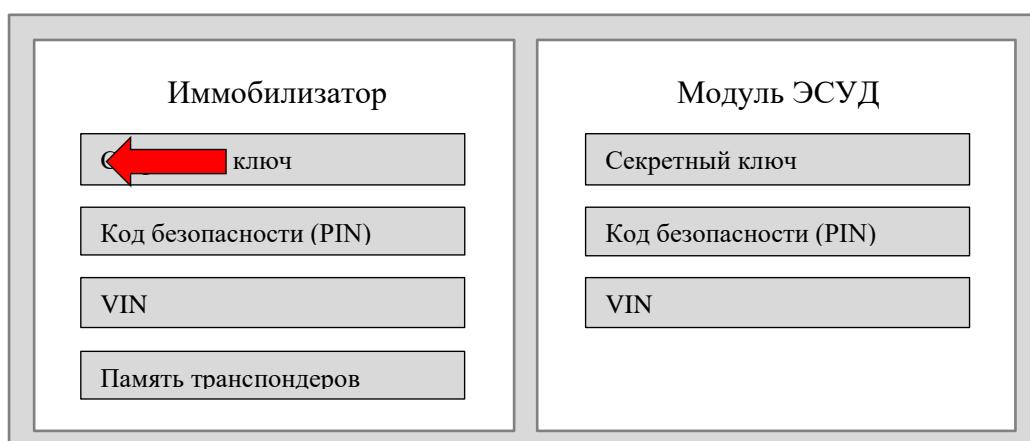 Иммобилизатор
ключ
Код безопасности (PIN)
VIN
Память транспондеров
Модуль ЭСУД
Секретный ключ
Код безопасности (PIN)
VIN